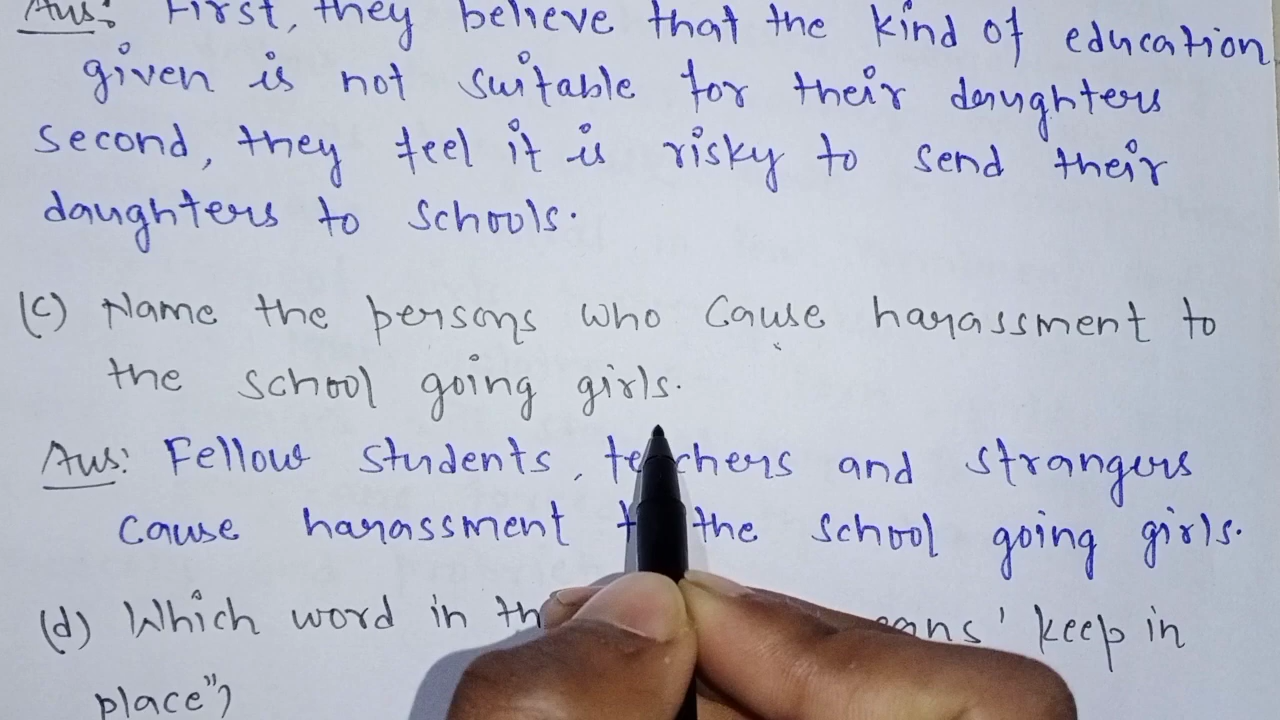 Ans: First, they believe that the kind of education
given is not suitable for their daughters
second, they feel it is risky to send their
daughters to schools.
(c) Name the persons who cause harassment to
the school going girls.
Ans: Fellow students, teachers and strangers
cause harassment the school going girls.
(d) Which word in 'keep in
place"?